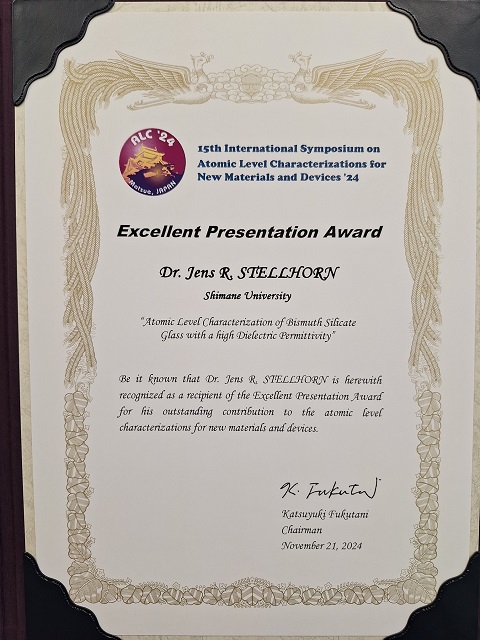 ALC '24
Matsue, JAPAN
15th International Symposium on
Atomic Level Characterizations for
New Materials and Devices '24
Excellent Presentation Award
Dr. Jens R. STELLHORN
Shimane University
"Atomic Level Characterization of Bismuth Silicate
Glass with a high Dielectric Permittivity"
Be it known that Dr. Jens R. STELLHORN is herewith
recognized as a recipient of the Excellent Presentation Award
for his outstanding contribution to the atomic level
characterizations for new materials and devices.
K. Fukutani
Katsuyuki Fukutani
Chairman
November 21, 2024